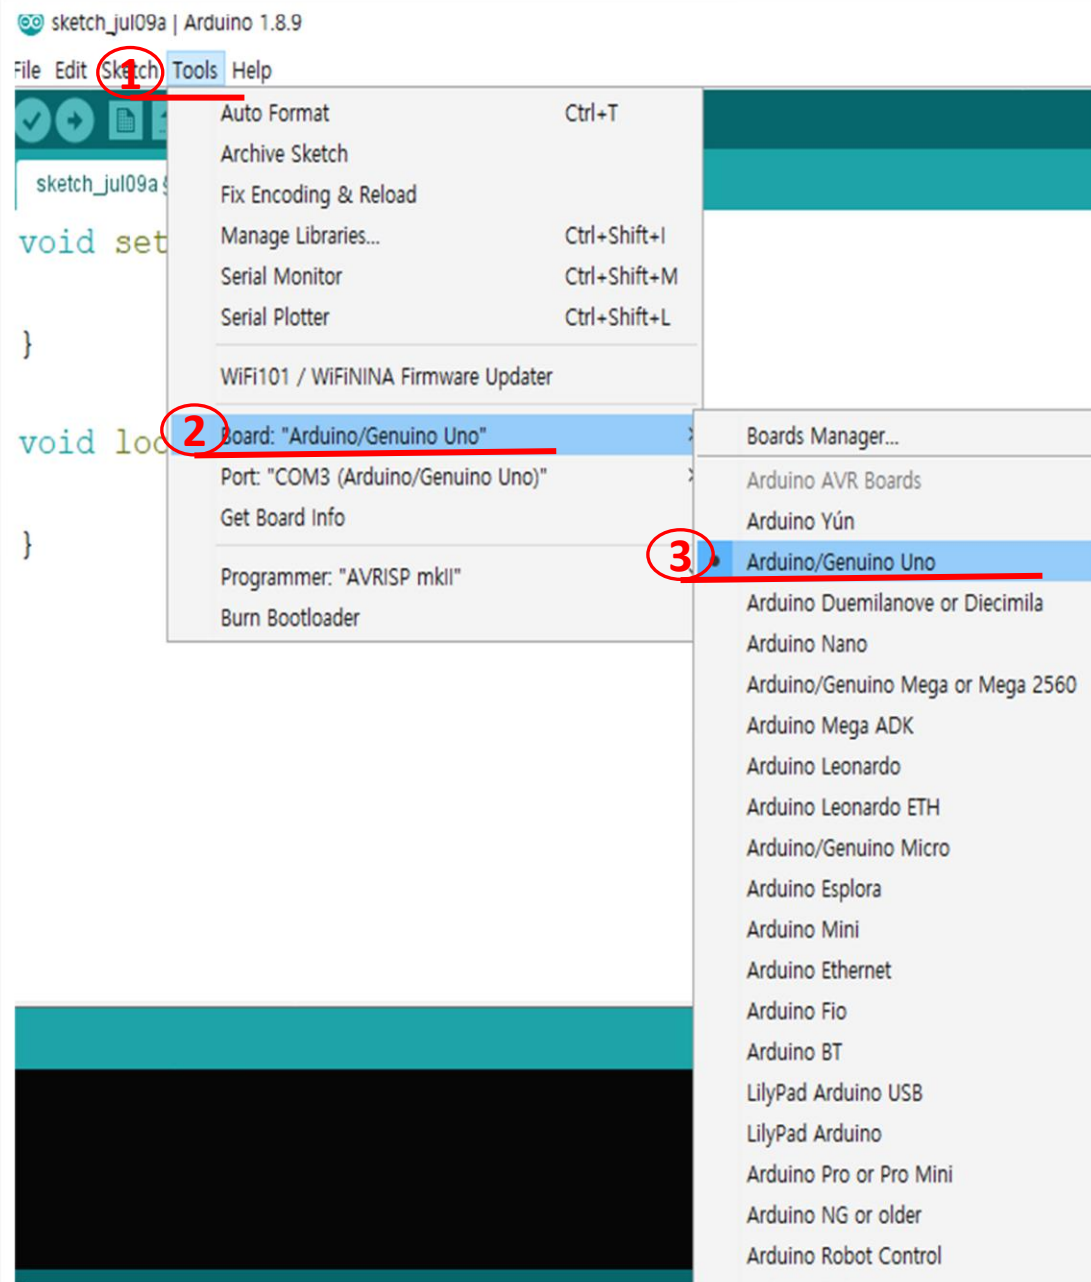 sketch_jul09a | Arduino 1.8.9
File Edit Sketch Tools Help
1
Auto Format Ctrl+T
Archive Sketch
sketch_jul09a
Fix Encoding & Reload
void set
Manage Libraries... Ctrl+Shift+I
Serial Monitor Ctrl+Shift+M
Serial Plotter Ctrl+Shift+L
}
WiFi101 / WiFiNINA Firmware Updater
void loo
2
Board: "Arduino/Genuino Uno"
Port: "COM3 (Arduino/Genuino Uno)"
Get Board Info
}
Programmer: "AVRISP mkII"
Burn Bootloader
Boards Manager...
Arduino AVR Boards
Arduino Yún
3
Arduino/Genuino Uno
Arduino Duemilanove or Diecimila
Arduino Nano
Arduino/Genuino Mega or Mega 2560
Arduino Mega ADK
Arduino Leonardo
Arduino Leonardo ETH
Arduino/Genuino Micro
Arduino Esplora
Arduino Mini
Arduino Ethernet
Arduino Fio
Arduino BT
LilyPad Arduino USB
LilyPad Arduino
Arduino Pro or Pro Mini
Arduino NG or older
Arduino Robot Control